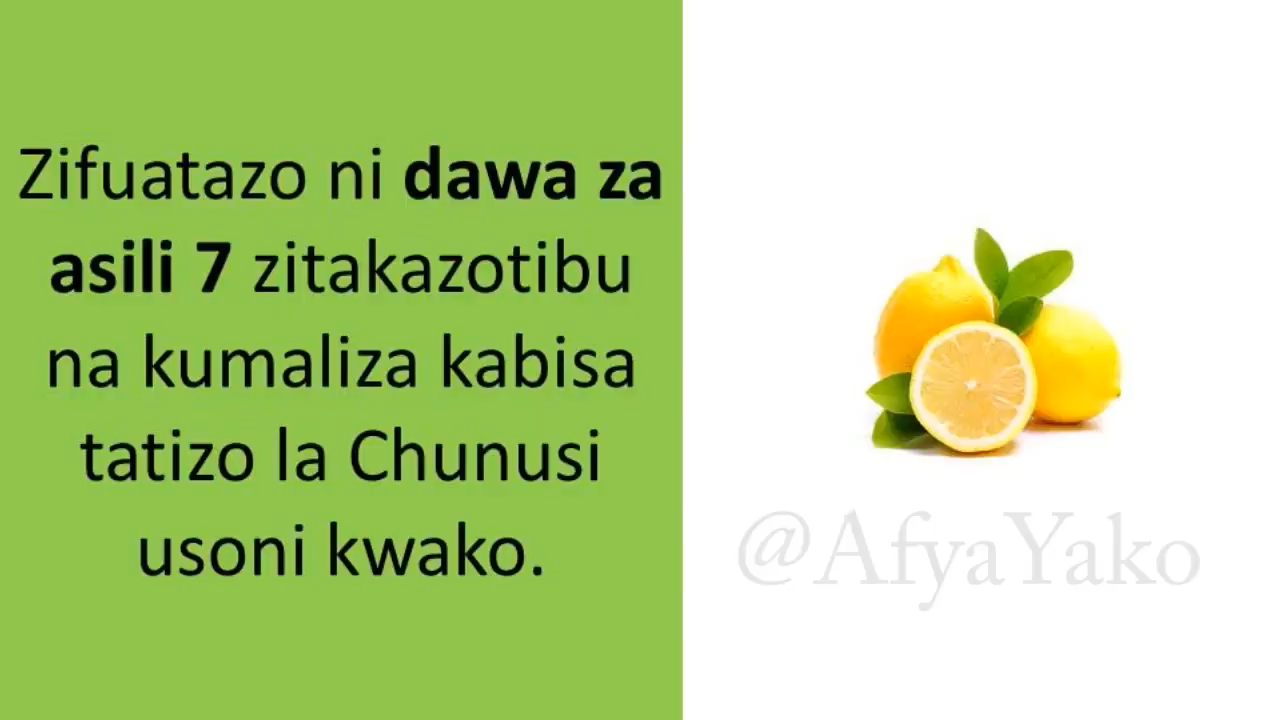 Zifuatazo ni dawa za
asili 7 zitakazotibu
na kumaliza kabisa
tatizo la Chunusi
usoni kwako.
@AfyaYako